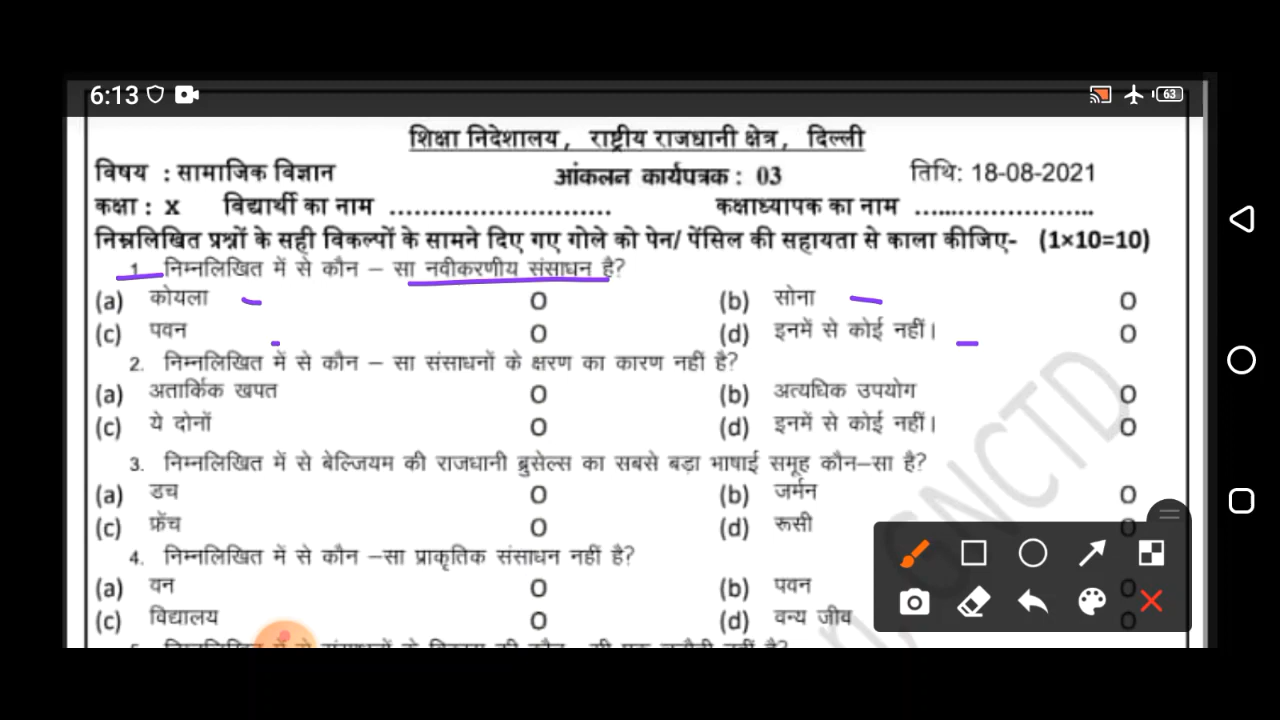 6:13
63
शिक्षा निदेशालय, राष्ट्रीय राजधानी क्षेत्र, दिल्ली
विषय : सामाजिक विज्ञान आंकलन कार्यपत्रक : 03 तिथि: 18-08-2021
कक्षा : X विद्यार्थी का नाम ........................... कक्षाध्यापक का नाम ......................
निम्नलिखित प्रश्नों के सही विकल्पों के सामने दिए गए गोले को पेन/ पेंसिल की सहायता से काला कीजिए- (1×10=10)
1. निम्नलिखित में से कौन – सा नवीकरणीय संसाधन है?
(a) कोयला O (b) सोना O
(c) पवन O (d) इनमें से कोई नहीं। O
2. निम्नलिखित में से कौन – सा संसाधनों के क्षरण का कारण नहीं है?
(a) अतार्किक खपत O (b) अत्यधिक उपयोग O
(c) ये दोनों O (d) इनमें से कोई नहीं। O
3. निम्नलिखित में से बेल्जियम की राजधानी ब्रुसेल्स का सबसे बड़ा भाषाई समूह कौन–सा है?
(a) डच O (b) जर्मन O
(c) फ्रेंच O (d) रूसी O
4. निम्नलिखित में से कौन –सा प्राकृतिक संसाधन नहीं है?
(a) वन O (b) पवन O
(c) विद्यालय O (d) वन्य जीव O